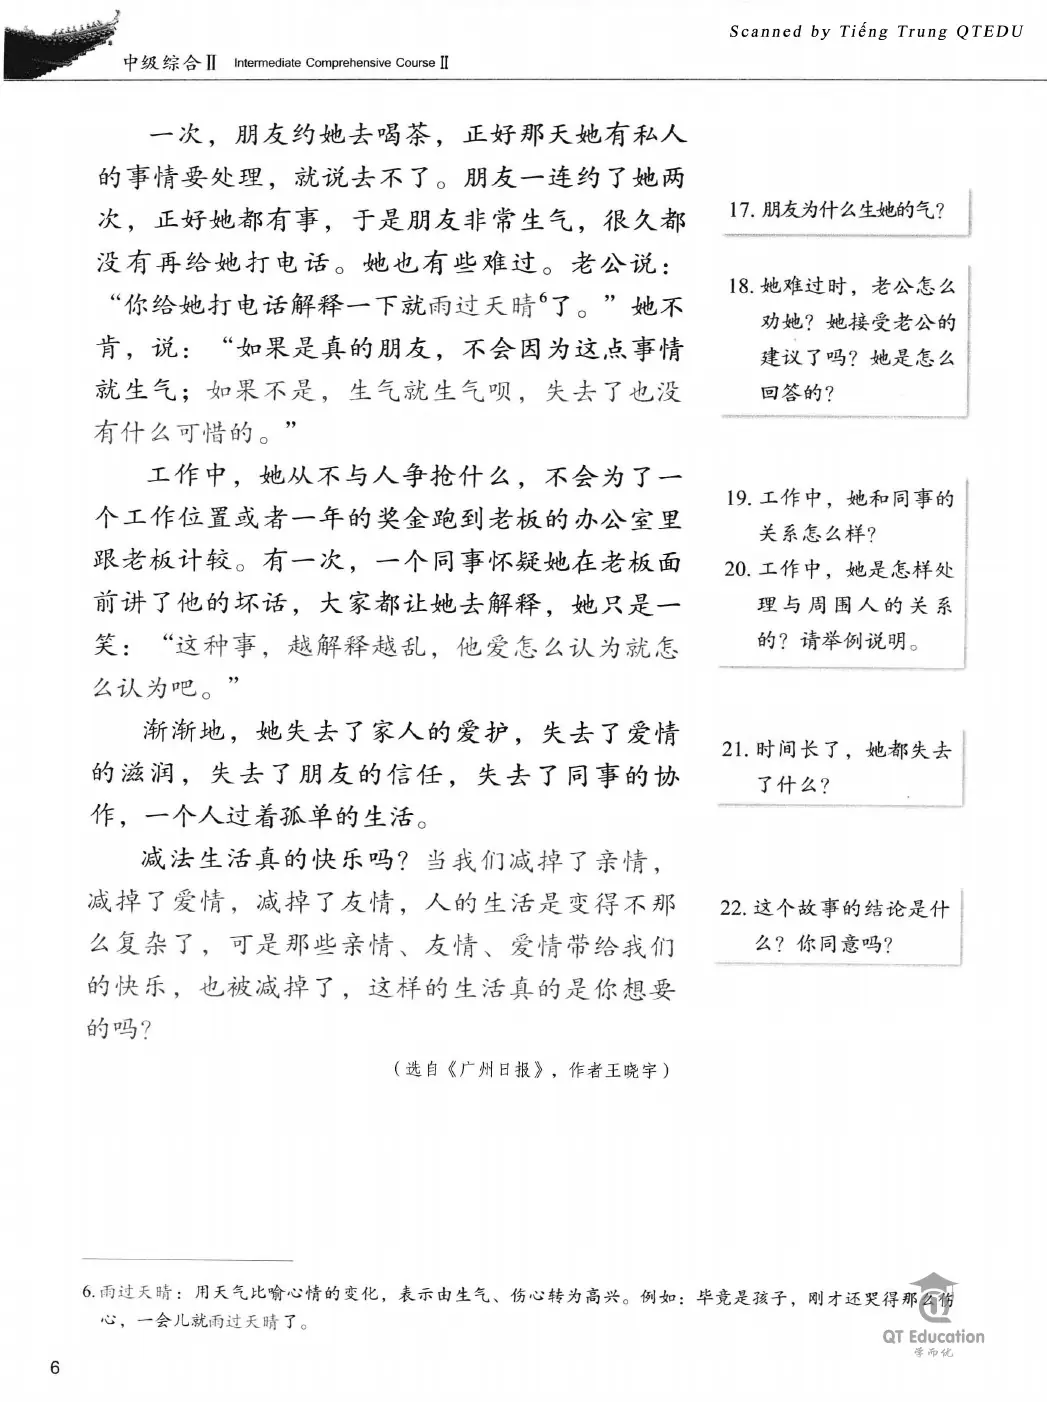 Scanned by Tiếng Trung QTEDU
中级综合Ⅱ Intermediate Comprehensive Course Ⅱ
一次，朋友约她去喝茶，正好那天她有私人
的事情要处理，就说去不了。朋友一连约了她两
次，正好她都有事，于是朋友非常生气，很久都
没有再给她打电话。她也有些难过。老公说：
“你给她打电话解释一下就雨过天晴6了。”她不
肯，说：“如果是真的朋友，不会因为这点事情
就生气；如果不是，生气就生气呗，失去了也没
有什么可惜的。”
工作中，她从不与人争抢什么，不会为了一
个工作位置或者一年的奖金跑到老板的办公室里
跟老板计较。有一次，一个同事怀疑她在老板面
前讲了他的坏话，大家都让她去解释，她只是一
笑：“这种事，越解释越乱，他爱怎么认为就怎
么认为吧。”
渐渐地，她失去了家人的爱护，失去了爱情
的滋润，失去了朋友的信任，失去了同事的协
作，一个人过着孤单的生活。
减法生活真的快乐吗？当我们减掉了亲情，
减掉了爱情，减掉了友情，人的生活是变得不那
么复杂了，可是那些亲情、友情、爱情带给我们
的快乐，也被减掉了，这样的生活真的是你想要
的吗？
（选自《广州日报》，作者王晓宇）
17. 朋友为什么生她的气？
18. 她难过时，老公怎么
劝她？她接受老公的
建议了吗？她是怎么
回答的？
19. 工作中，她和同事的
关系怎么样？
20. 工作中，她是怎样处
理与周围人的关系
的？请举例说明。
21. 时间长了，她都失去
了什么？
22. 这个故事的结论是什
么？你同意吗？
6. 雨过天晴：用天气比喻心情的变化，表示由生气、伤心转为高兴。例如：毕竟是孩子，刚才还哭得那么伤
心，一会儿就雨过天晴了。
QT Education
学而优
6